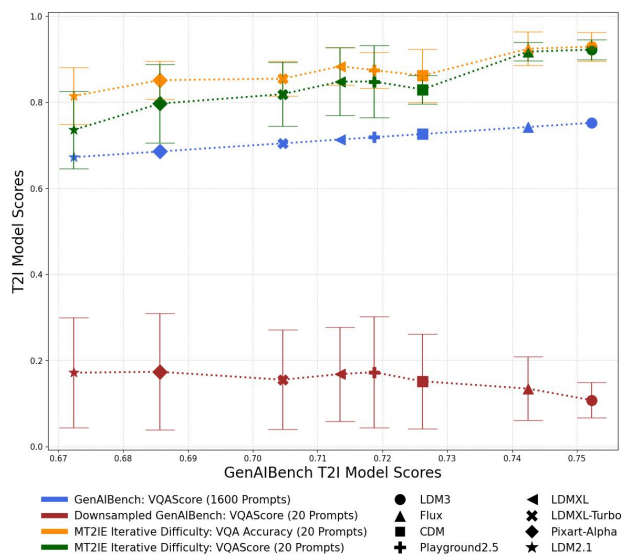 1.0
0.8
0.6
0.4
0.2
0.0
T2I Model Scores
0.67 0.68 0.69 0.70 0.71 0.72 0.73 0.74 0.75
GenAIBench T2I Model Scores
GenAIBench: VQAScore (1600 Prompts)
Downsampled GenAIBench: VQAScore (20 Prompts)
MT2IE Iterative Difficulty: VQA Accuracy (20 Prompts)
MT2IE Iterative Difficulty: VQAScore (20 Prompts)
LDM3
Flux
CDM
Playground2.5
LDMXL
LDMXL-Turbo
Pixart-Alpha
LDM2.1